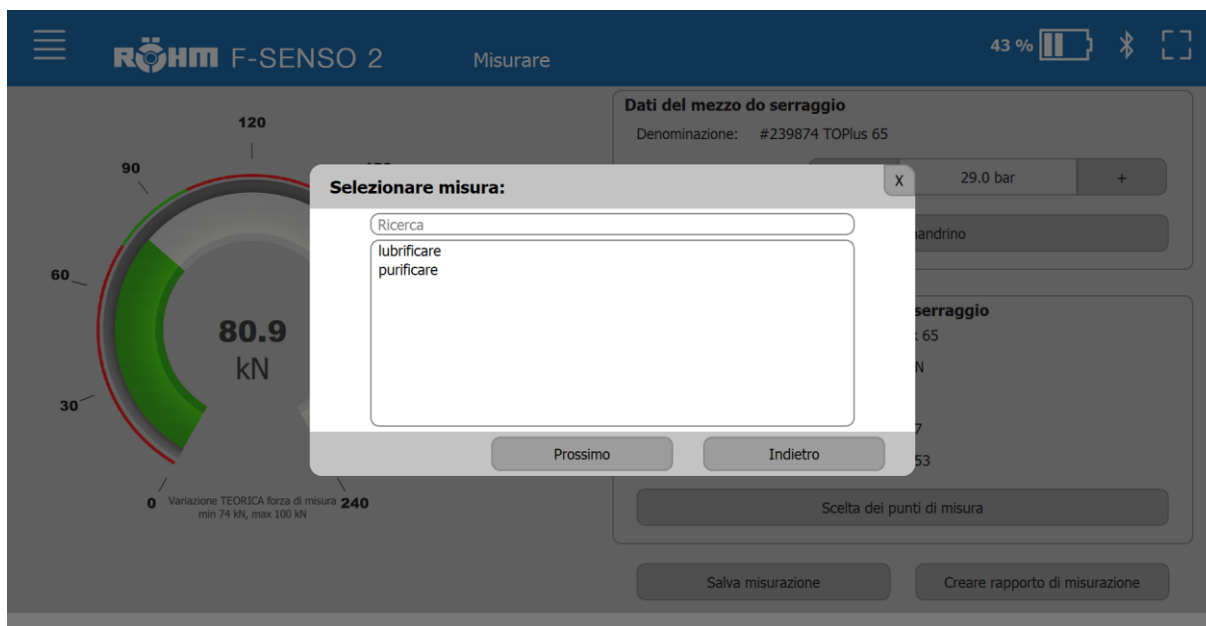 RÖHM F-SENSO 2
Misurare
43 %
120
90
60
30
0
240
80.9
kN
Variazione TEORICA forza di misura
min 74 kN, max 100 kN
Dati del mezzo do serraggio
Denominazione: #239874 TOPlus 65
29.0 bar
+
Selezionare misura:
X
Ricerca
lubrificare
purificare
Prossimo
Indietro
serraggio
65
N
7
53
Scelta dei punti di misura
Salva misurazione
Creare rapporto di misurazione